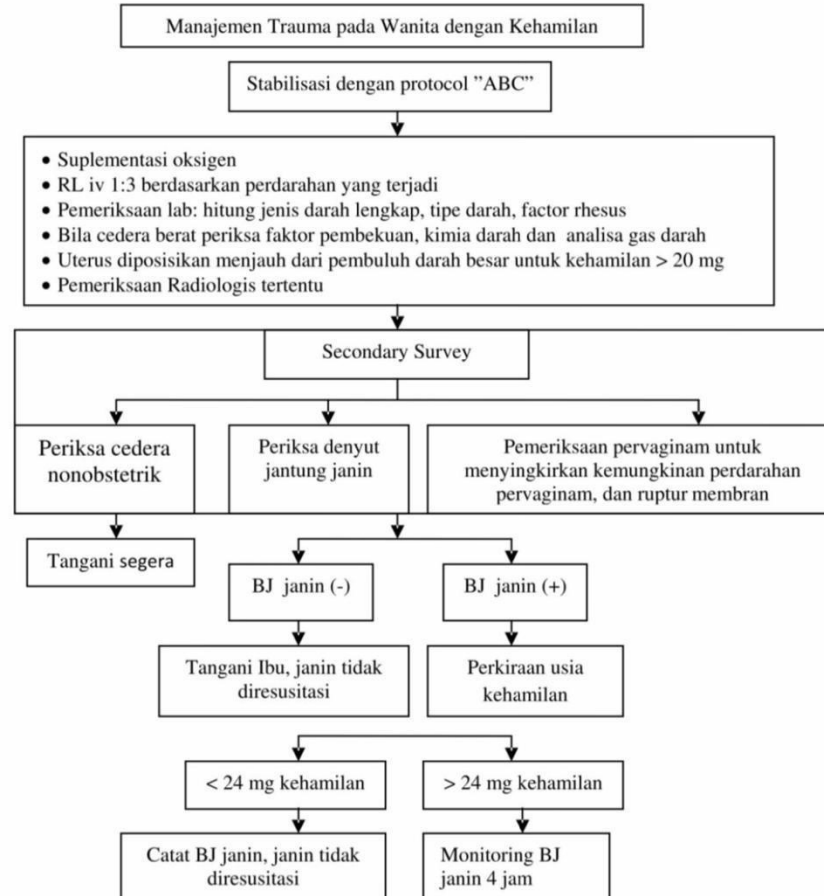 Manajemen Trauma pada Wanita dengan Kehamilan
Stabilisasi dengan protocol ”ABC”
• Suplementasi oksigen
• RL iv 1:3 berdasarkan perdarahan yang terjadi
• Pemeriksaan lab: hitung jenis darah lengkap, tipe darah, factor rhesus
• Bila cedera berat periksa faktor pembekuan, kimia darah dan analisa gas darah
• Uterus diposisikan menjauh dari pembuluh darah besar untuk kehamilan > 20 mg
• Pemeriksaan Radiologis tertentu
Secondary Survey
Periksa cedera
nonobstetrik
Periksa denyut
jantung janin
Pemeriksaan pervaginam untuk
menyingkirkan kemungkinan perdarahan
pervaginam, dan ruptur membran
Tangani segera
BJ janin (-)
BJ janin (+)
Tangani Ibu, janin tidak
diresusitasi
Perkiraan usia
kehamilan
< 24 mg kehamilan
> 24 mg kehamilan
Catat BJ janin, janin tidak
diresusitasi
Monitoring BJ
janin 4 jam